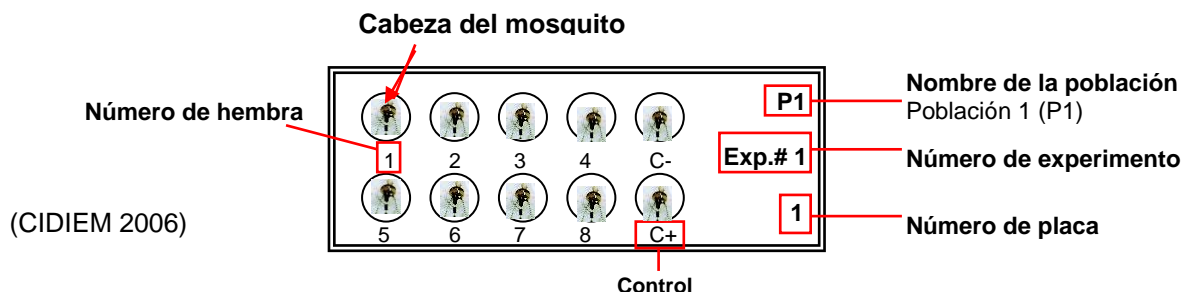 Cabeza del mosquito
Número de hembra
P1
Nombre de la población
Población 1 (P1)
1 2 3 4 C-
Exp.# 1
Número de experimento
(CIDIEM 2006)
5 6 7 8 C+
1
Número de placa
Control